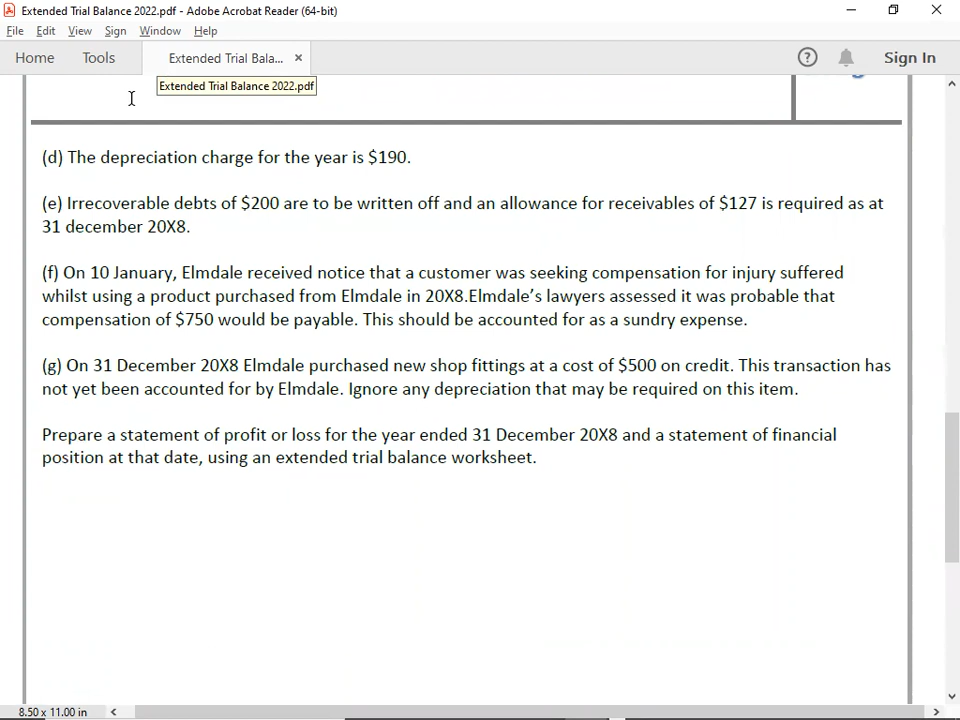 Extended Trial Balance 2022.pdf - Adobe Acrobat Reader (64-bit)
File Edit View Sign Window Help
Home Tools Extended Trial Bala... × ? Sign In
Extended Trial Balance 2022.pdf
(d) The depreciation charge for the year is $190.
(e) Irrecoverable debts of $200 are to be written off and an allowance for receivables of $127 is required as at
31 december 20X8.
(f) On 10 January, Elmdale received notice that a customer was seeking compensation for injury suffered
whilst using a product purchased from Elmdale in 20X8.Elmdale’s lawyers assessed it was probable that
compensation of $750 would be payable. This should be accounted for as a sundry expense.
(g) On 31 December 20X8 Elmdale purchased new shop fittings at a cost of $500 on credit. This transaction has
not yet been accounted for by Elmdale. Ignore any depreciation that may be required on this item.
Prepare a statement of profit or loss for the year ended 31 December 20X8 and a statement of financial
position at that date, using an extended trial balance worksheet.
8.50 x 11.00 in